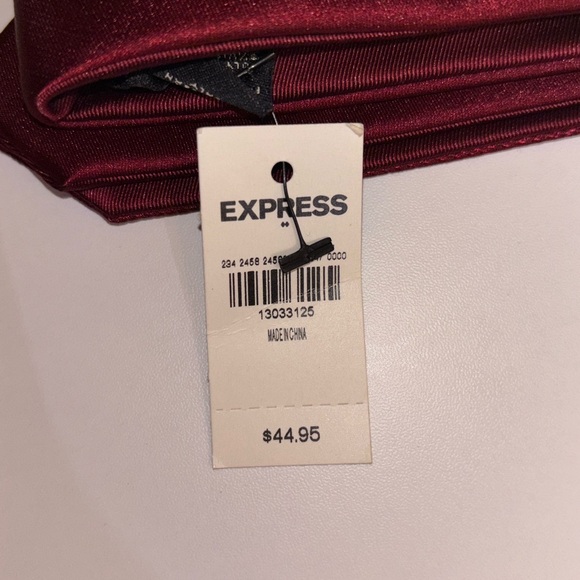 EXPRESS
234 2458 0000
13033125
MADE IN CHINA
$44.95